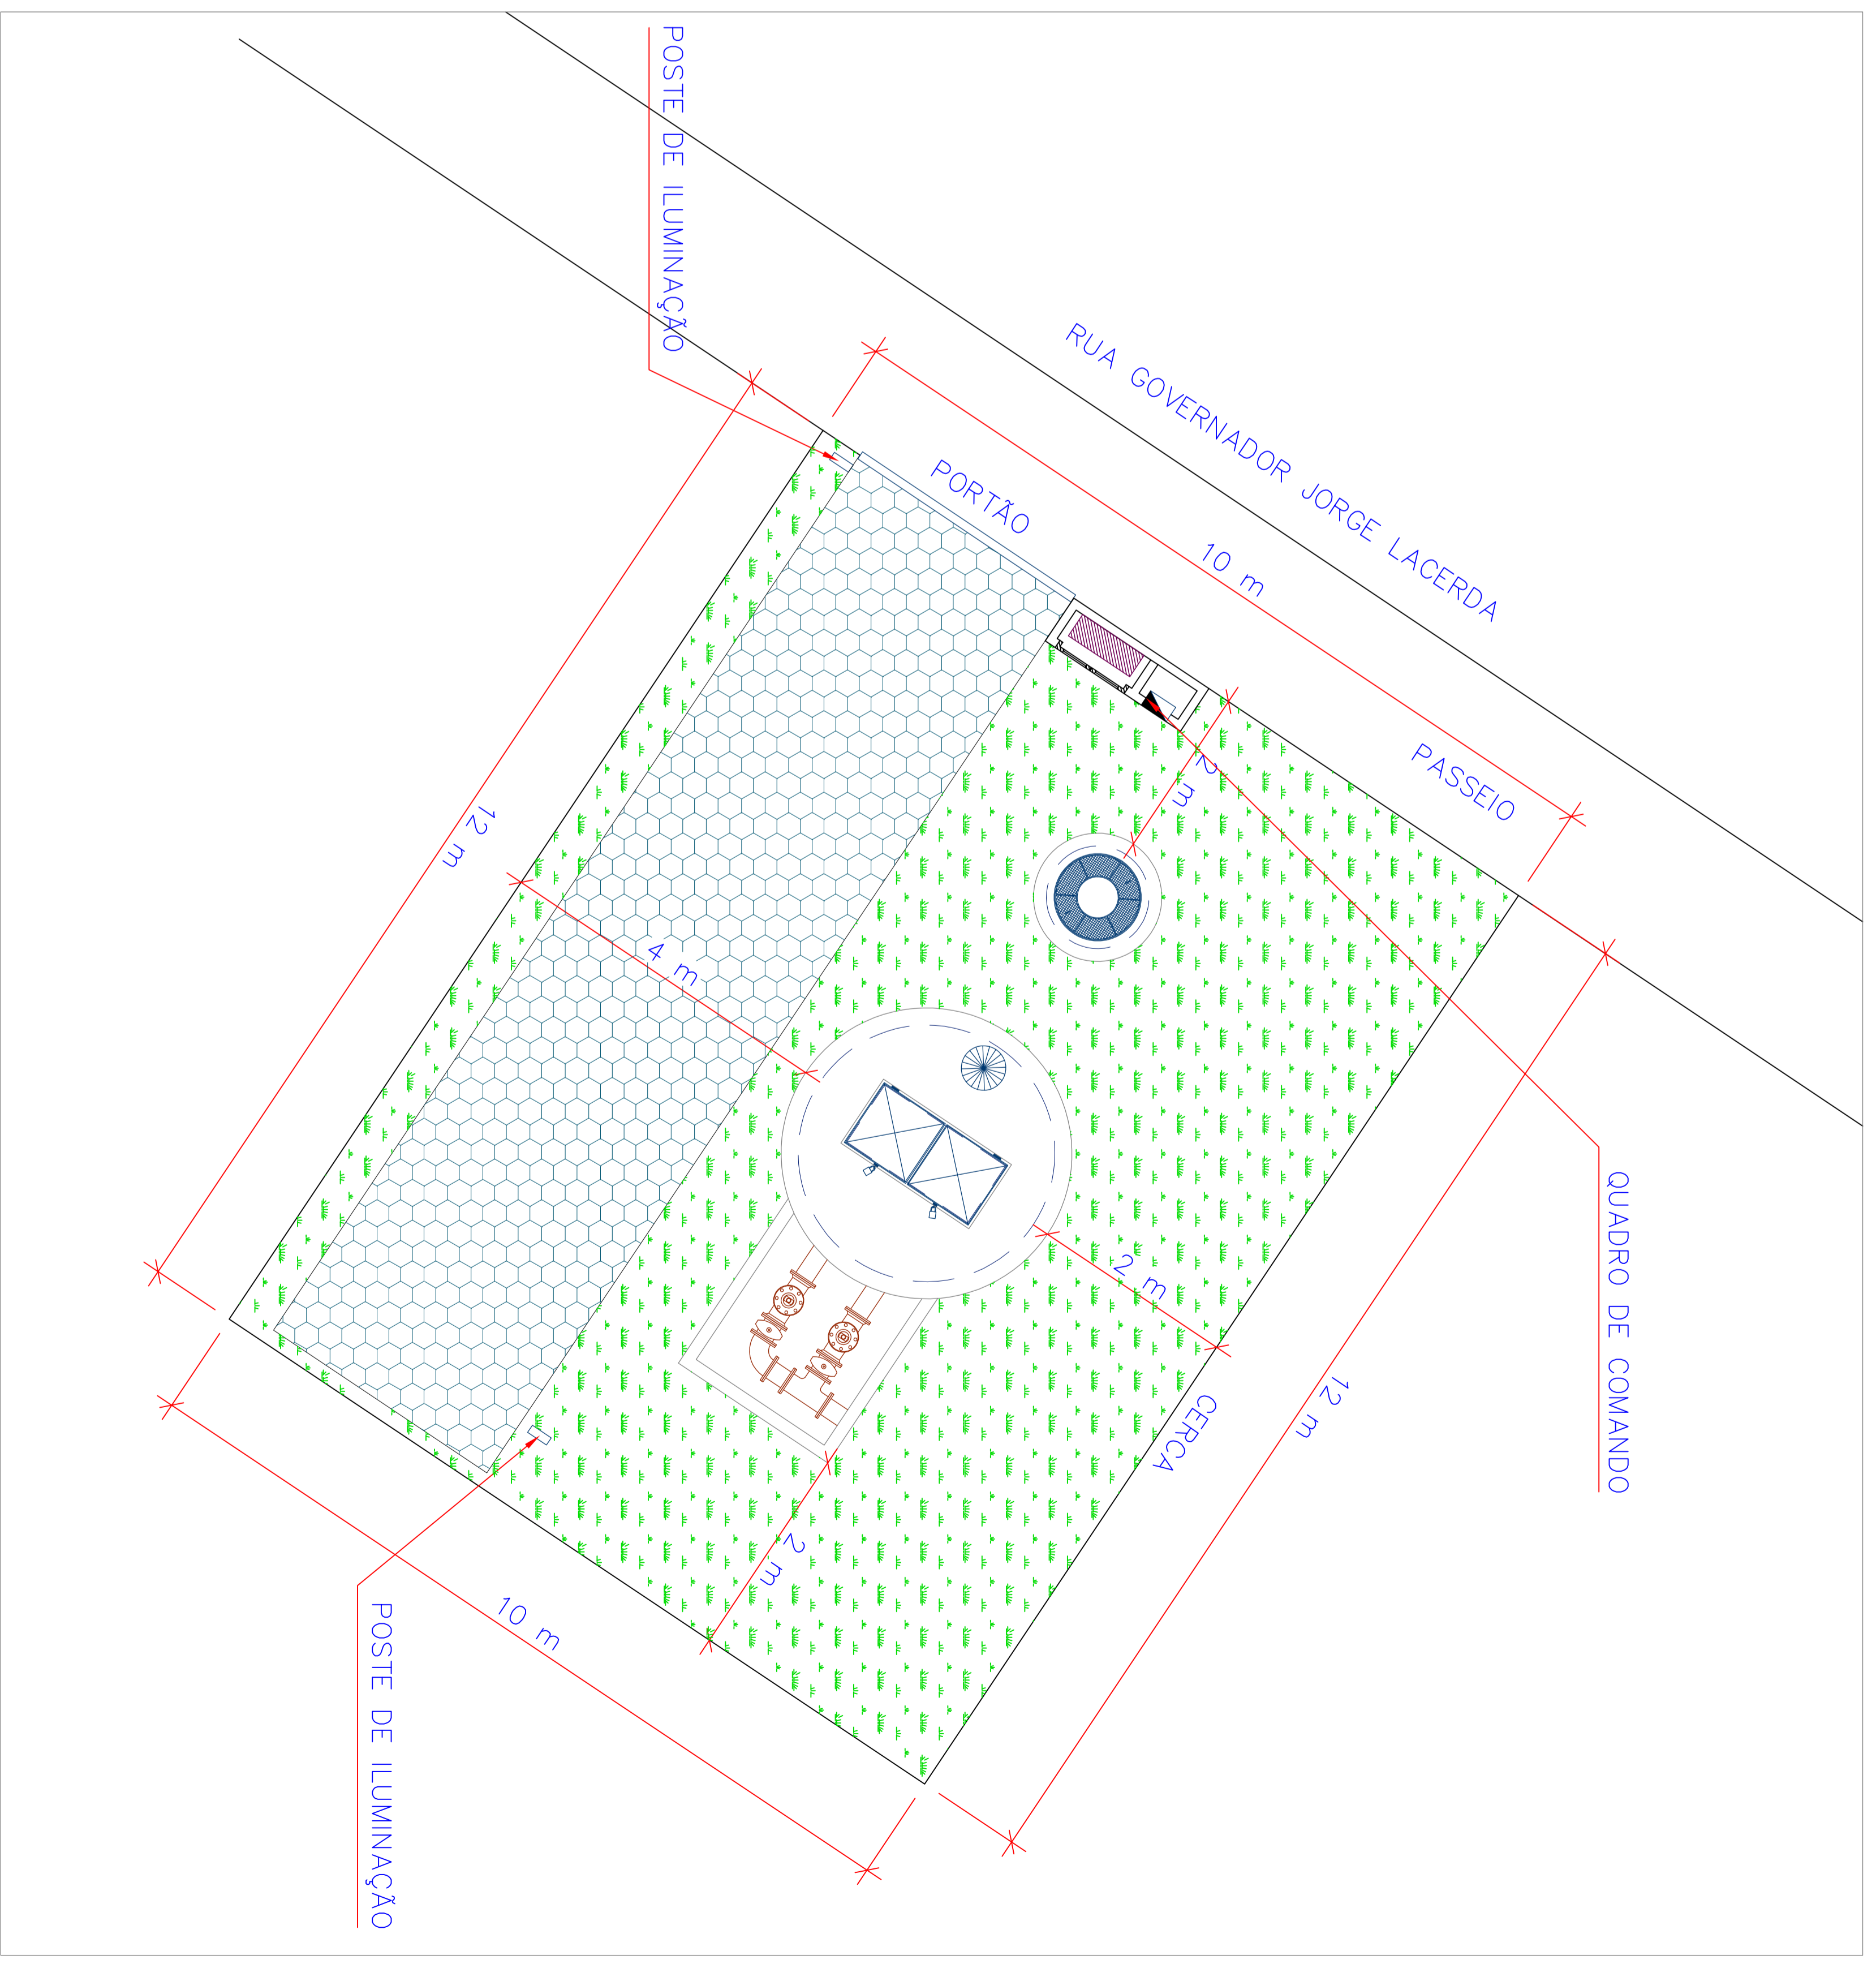 POSTE DE ILUMINAÇÃO
RUA GOVERNADOR JORGE LACERDA
PORTÃO
10 m
PASSEIO
2 m
12 m
4 m
2 m
QUADRO DE COMANDO
12 m
CERCA
2 m
10 m
POSTE DE ILUMINAÇÃO